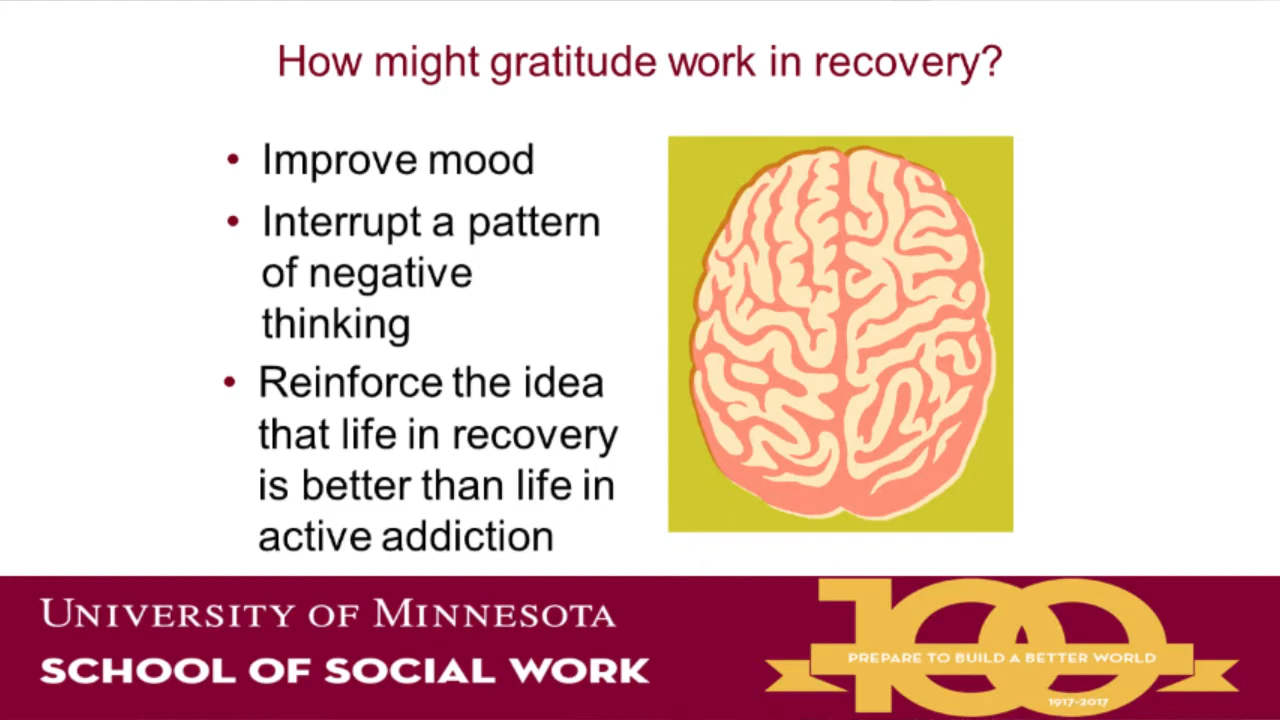 How might gratitude work in recovery?
• Improve mood
• Interrupt a pattern
of negative
thinking
• Reinforce the idea
that life in recovery
is better than life in
active addiction
UNIVERSITY OF MINNESOTA
SCHOOL OF SOCIAL WORK
100
PREPARE TO BUILD A BETTER WORLD
1917-2017